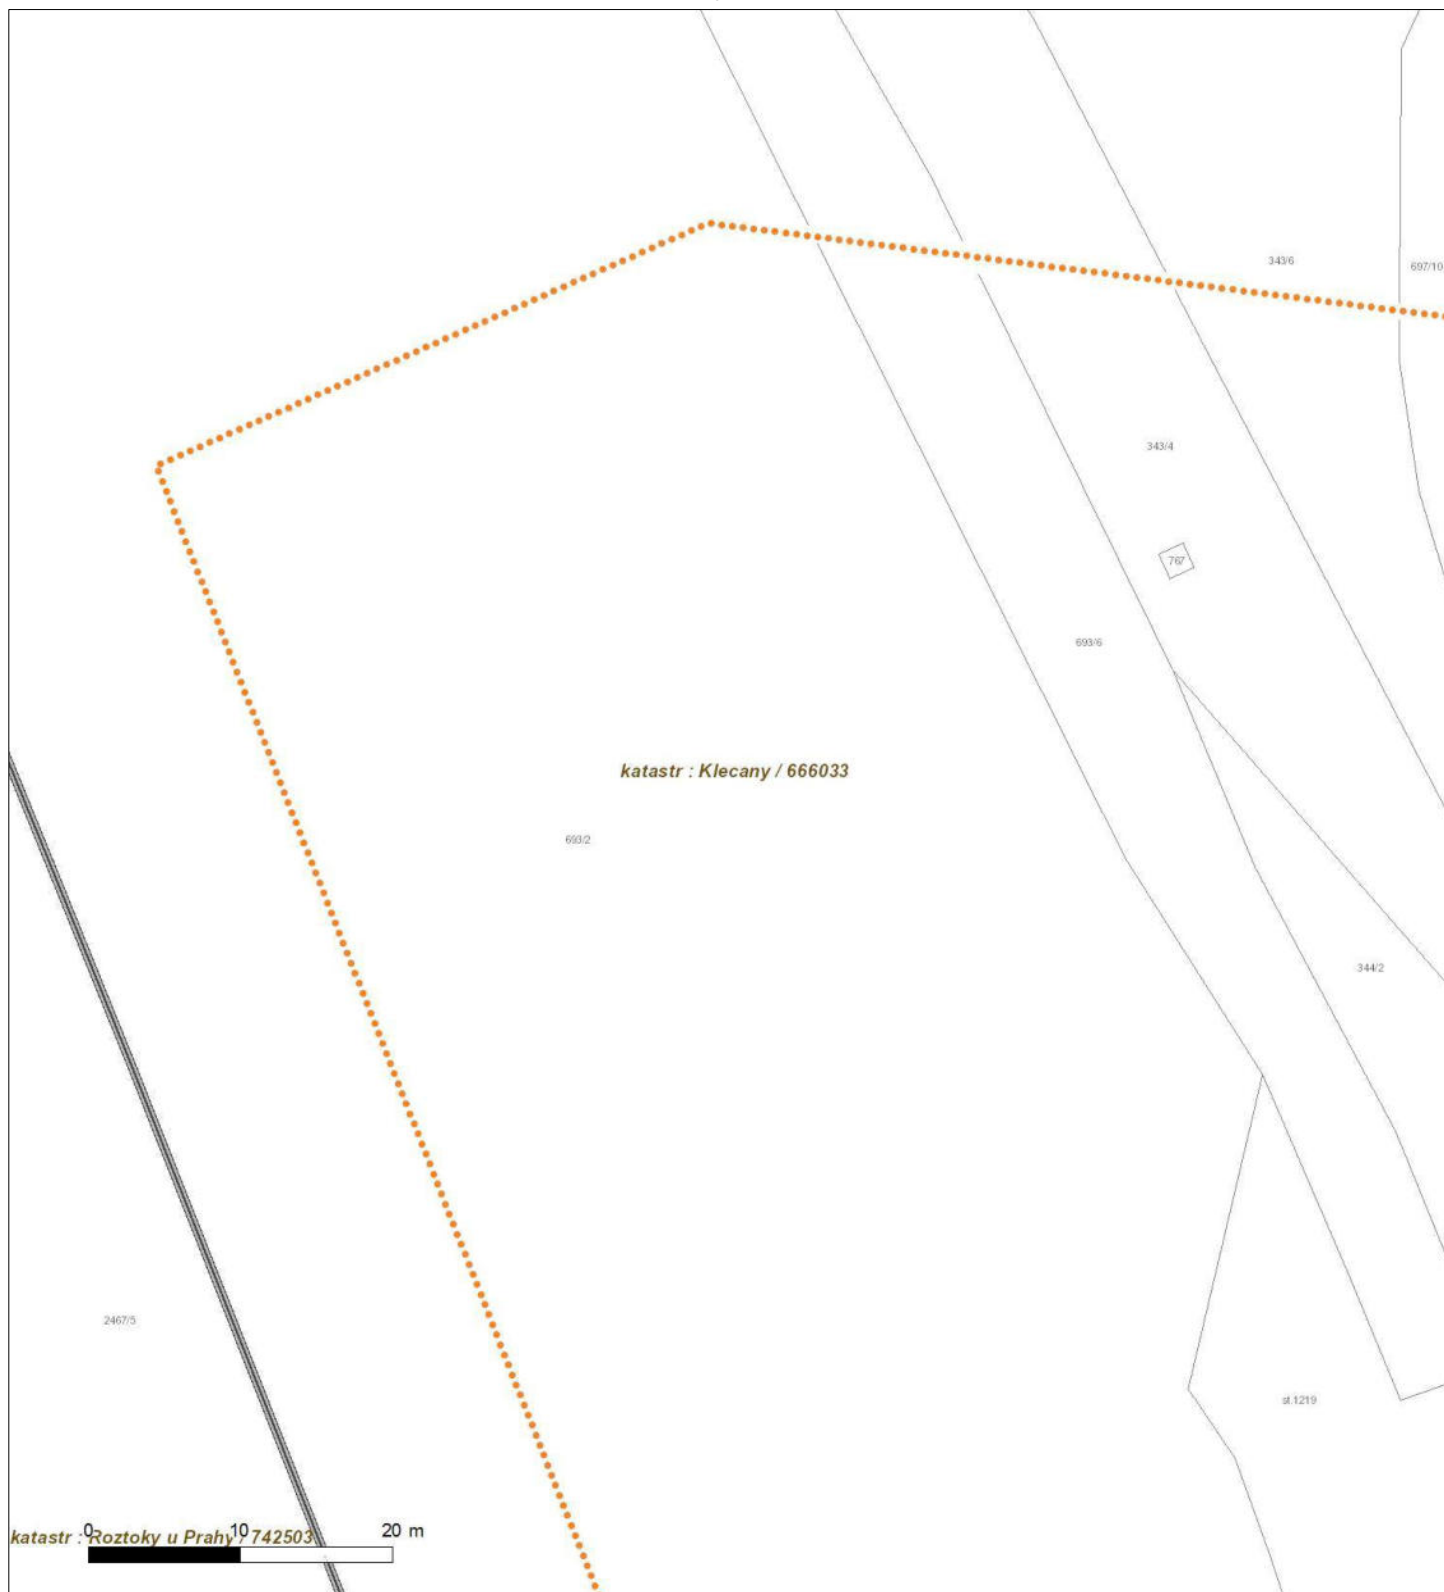 343/6
697/10
343/4
767
693/6
katastr : Klecany / 666033
693/2
344/2
2467/5
st.1219
0 10 20 m
katastr : Roztoky u Prahy / 742503